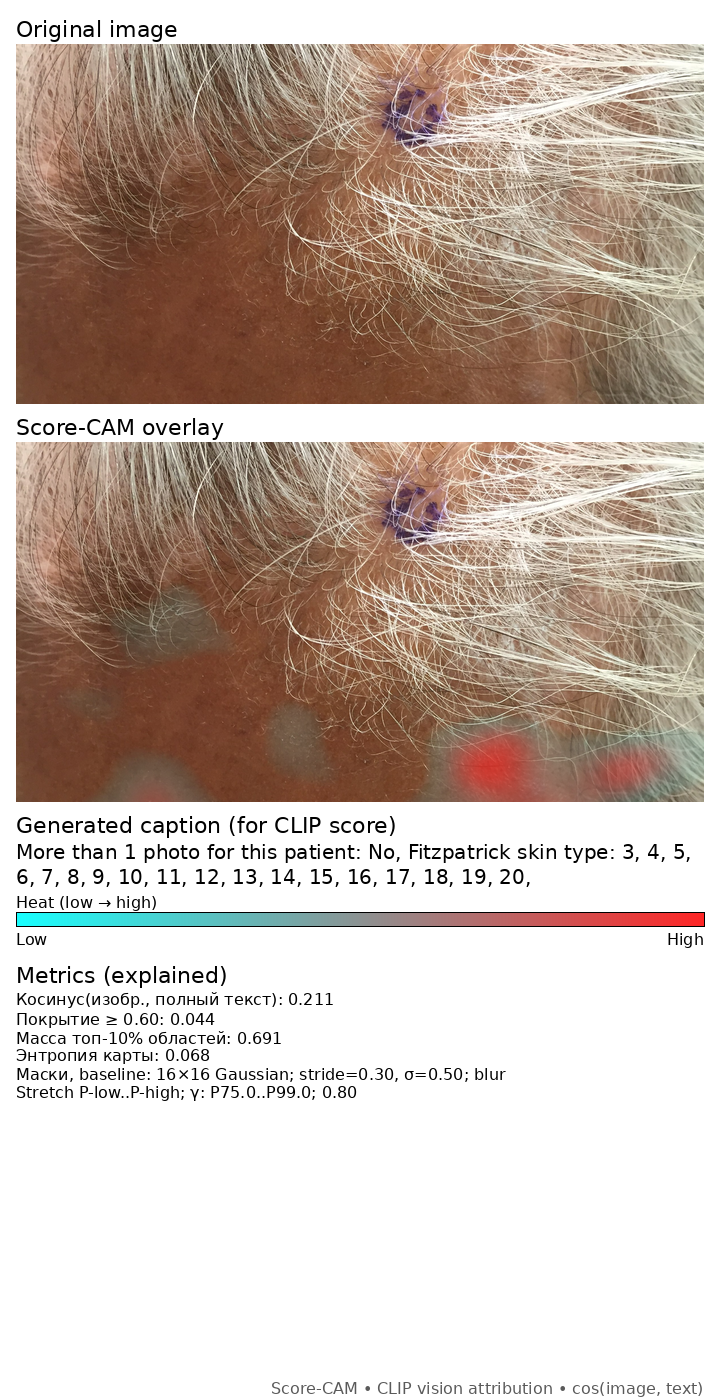 Original image
Score-CAM overlay
Generated caption (for CLIP score)
More than 1 photo for this patient: No, Fitzpatrick skin type: 3, 4, 5,
6, 7, 8, 9, 10, 11, 12, 13, 14, 15, 16, 17, 18, 19, 20,
Heat (low → high)
Low High
Metrics (explained)
Косинус(изобр., полный текст): 0.211
Покрытие ≥ 0.60: 0.044
Масса топ-10% областей: 0.691
Энтропия карты: 0.068
Маски, baseline: 16×16 Gaussian; stride=0.30, σ=0.50; blur
Stretch P-low..P-high; γ: P75.0..P99.0; 0.80
Score-CAM • CLIP vision attribution • cos(image, text)